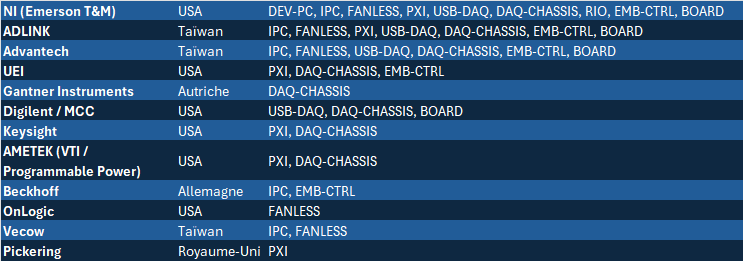 NI (Emerson T&M) USA DEV-PC, IPC, FANLESS, PXI, USB-DAQ, DAQ-CHASSIS, RIO, EMB-CTRL, BOARD
ADLINK Taïwan IPC, FANLESS, PXI, USB-DAQ, DAQ-CHASSIS, EMB-CTRL, BOARD
Advantech Taïwan IPC, FANLESS, USB-DAQ, DAQ-CHASSIS, EMB-CTRL, BOARD
UEI USA PXI, DAQ-CHASSIS, EMB-CTRL
Gantner Instruments Autriche DAQ-CHASSIS
Digilent / MCC USA USB-DAQ, DAQ-CHASSIS, BOARD
Keysight USA PXI, DAQ-CHASSIS
AMETEK (VTI /
Programmable Power) USA PXI, DAQ-CHASSIS
Beckhoff Allemagne IPC, EMB-CTRL
OnLogic USA FANLESS
Vecow Taïwan IPC, FANLESS
Pickering Royaume-Uni PXI